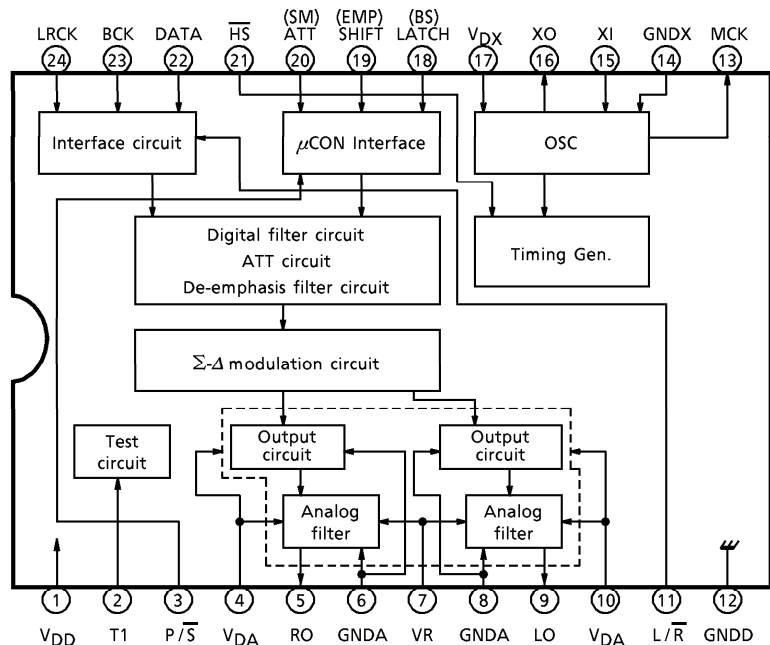 (SM) (EMP) (BS)
LRCK BCK DATA H̅S̅ ATT SHIFT LATCH VDX XO XI GNDX MCK
24 23 22 21 20 19 18 17 16 15 14 13
Interface circuit
μCON Interface
OSC
Digital filter circuit
ATT circuit
De-emphasis filter circuit
Timing Gen.
Σ-Δ modulation circuit
Test
circuit
Output
circuit
Output
circuit
Analog
filter
Analog
filter
1 2 3 4 5 6 7 8 9 10 11 12
VDD T1 P/S̅ VDA RO GNDA VR GNDA LO VDA L/R̅ GNDD